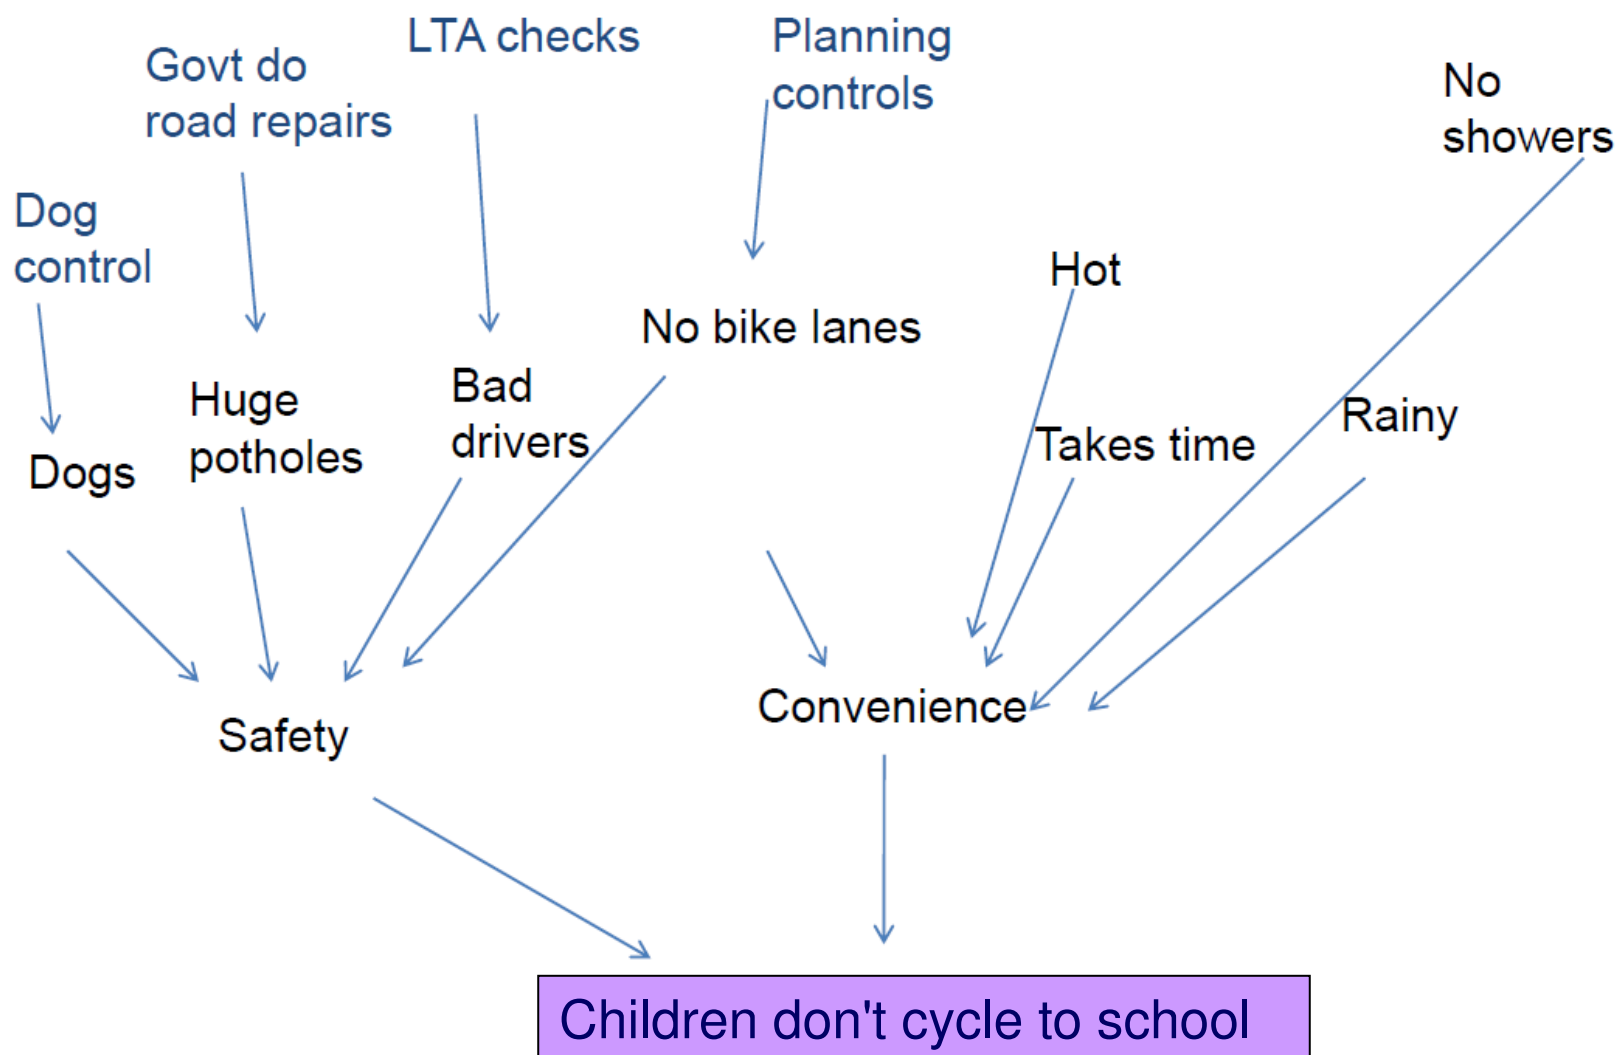 LTA checks
Planning
controls
Govt do
road repairs
No
showers
Dog
control
Hot
No bike lanes
Bad
drivers
Huge
potholes
Takes time
Rainy
Dogs
Convenience
Safety
Children don't cycle to school